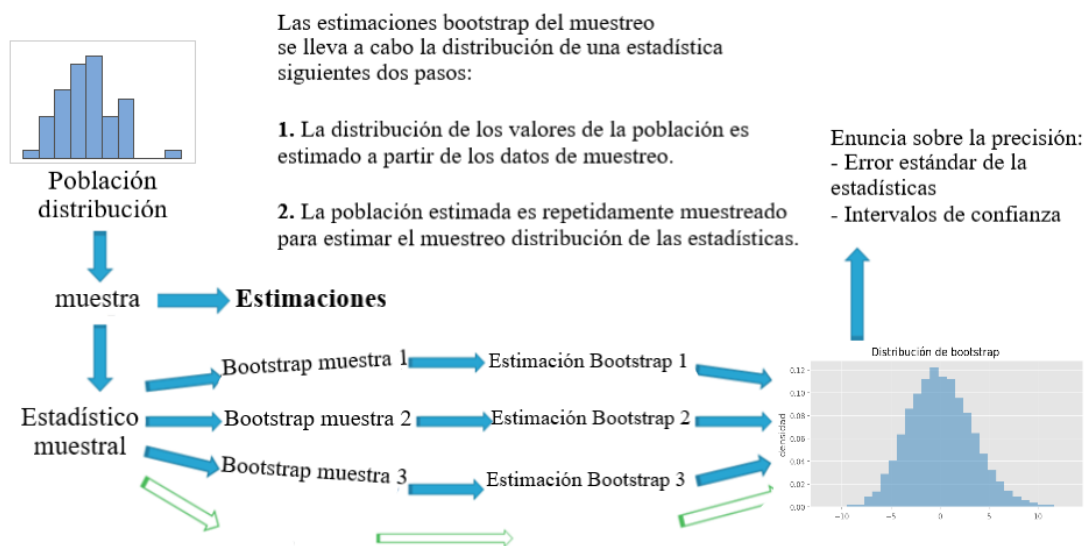 Las estimaciones bootstrap del muestreo
se lleva a cabo la distribución de una estadística
siguientes dos pasos:
1. La distribución de los valores de la población es
estimado a partir de los datos de muestreo.
2. La población estimada es repetidamente muestreado
para estimar el muestreo distribución de las estadísticas.
Población
distribución
muestra
Estimaciones
Estadístico
muestral
Bootstrap muestra 1
Estimación Bootstrap 1
Bootstrap muestra 2
Estimación Bootstrap 2
Bootstrap muestra 3
Estimación Bootstrap 3
Enuncia sobre la precisión:
- Error estándar de la
estadísticas
- Intervalos de confianza
Distribución de bootstrap
densidad
0.12
0.10
0.08
0.06
0.04
0.02
0.00
−10 −5 0 5 10